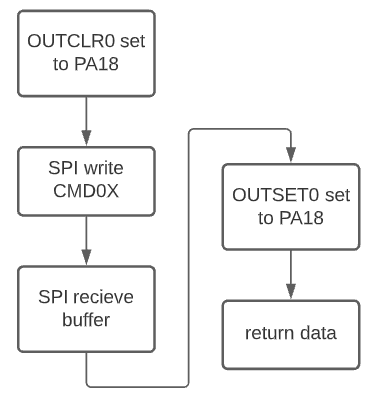 OUTCLR0 set
to PA18
SPI write
CMD0X
SPI recieve
buffer
OUTSET0 set
to PA18
return data